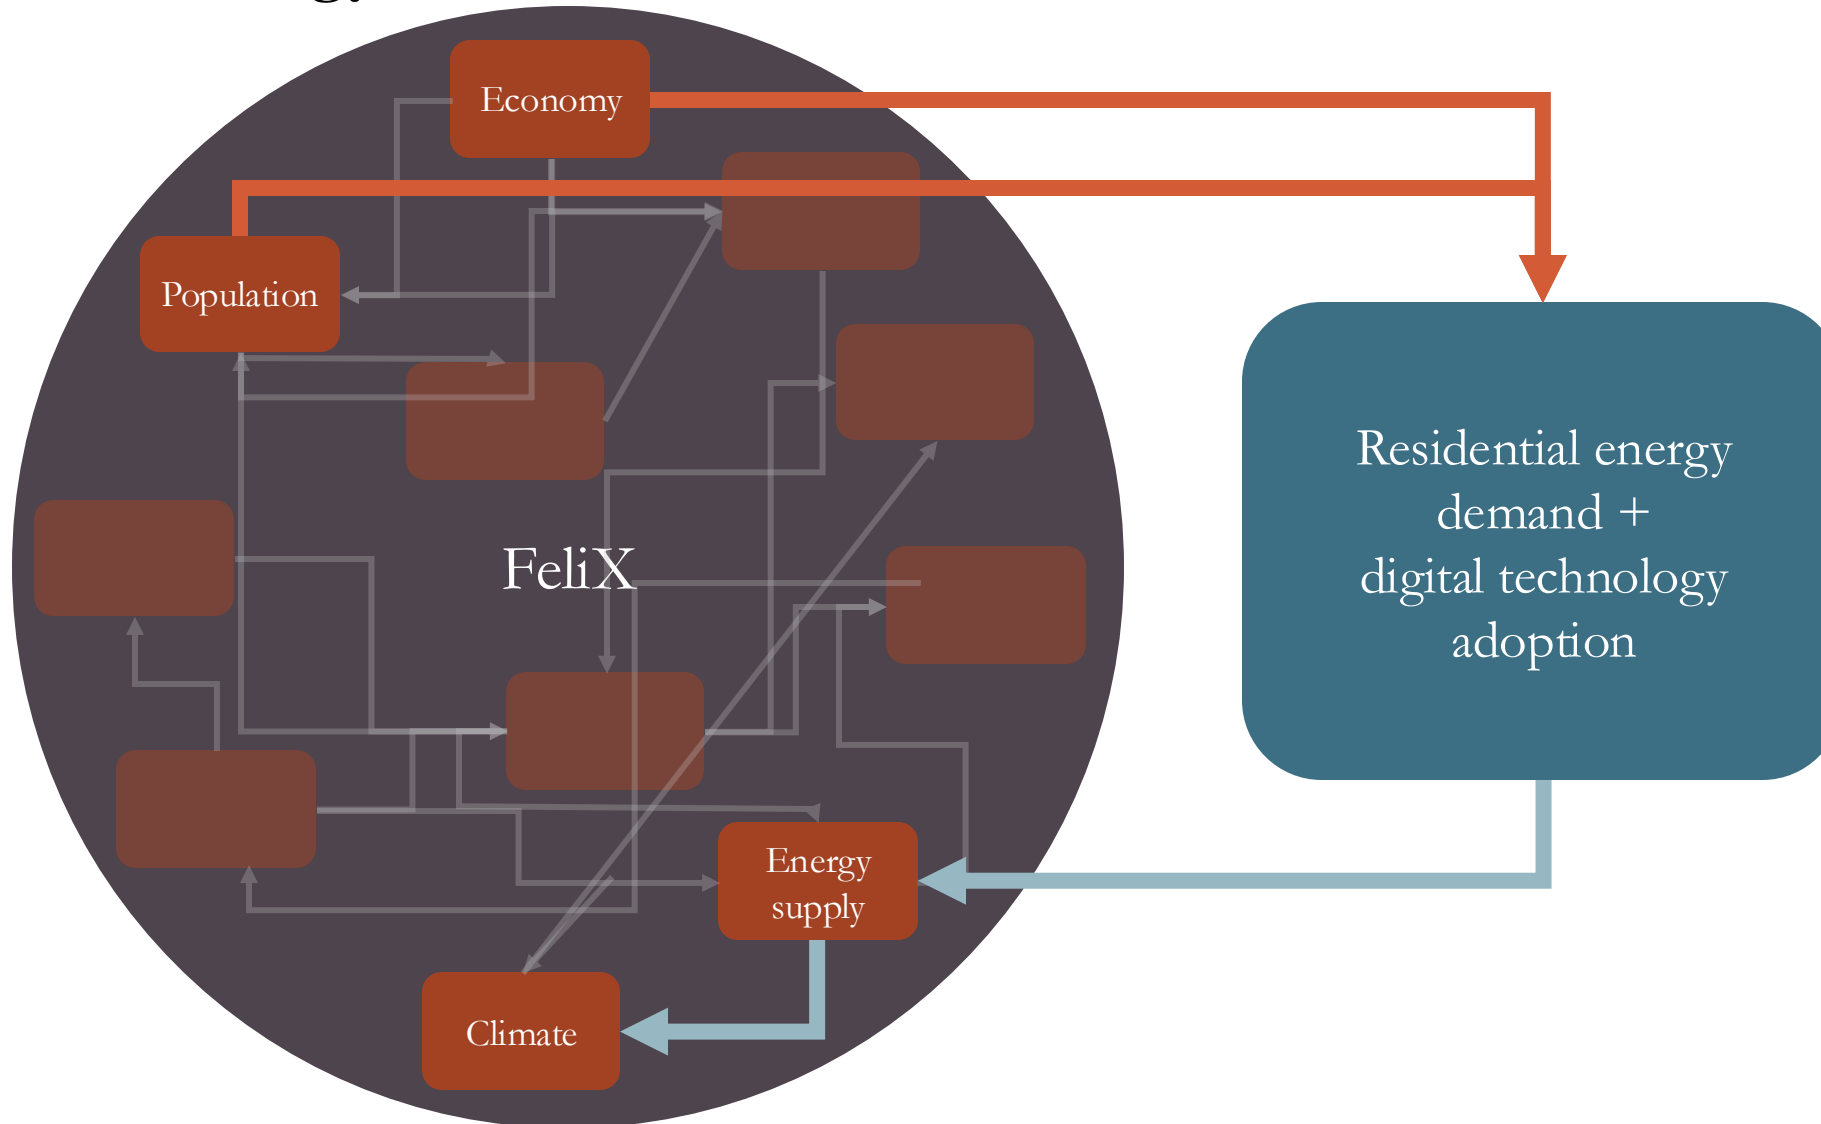 Economy
Population
FeliX
Residential energy
demand +
digital technology
adoption
Energy
supply
Climate